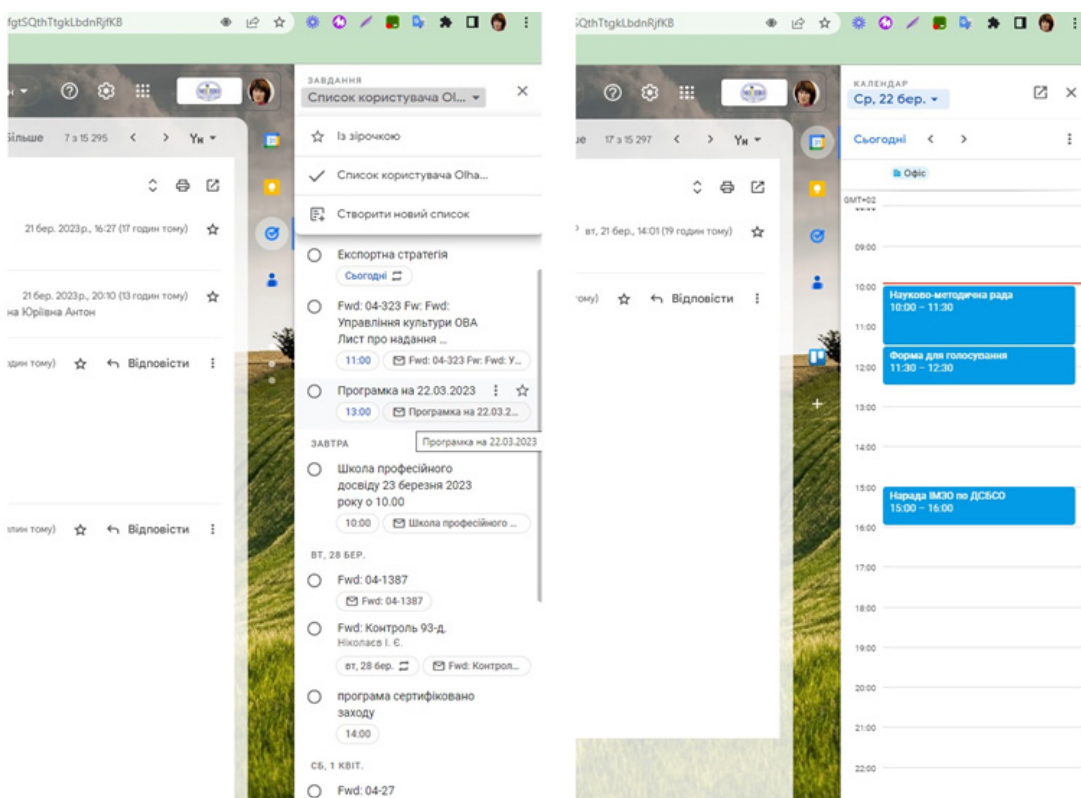 fgtSQthTtgkLbdnRjfKB
ЗАВДАННЯ
Список користувача Ol...
Із зірочкою
Список користувача Olha...
Створити новий список
більше 7 з 15 295
Ук
21 бер. 2023 р., 16:27 (17 годин тому)
21 бер. 2023 р., 20:10 (13 годин тому)
на Юріївна Антон
годин тому) Відповісти
тому) Відповісти
Експортна стратегія
Сьогодні
Fwd: 04-323 Fw: Fwd:
Управління культури ОВА
Лист про надання ...
11:00 Fwd: 04-323 Fw: Fwd: У...
Програмка на 22.03.2023
13:00 Програмка на 22.03.2...
Програмка на 22.03.2023
ЗАВТРА
Школа професійного
досвіду 23 березня 2023
року о 10.00
10:00 Школа професійного ...
ВТ, 28 БЕР.
Fwd: 04-1387
Fwd: 04-1387
Fwd: Контроль 93-д.
Ніколаєв І. Є.
вт, 28 бер. Fwd: Контрол...
програма сертифіковано
заходу
14:00
СБ, 1 КВІТ.
Fwd: 04-27
iQthTtgkLbdnRjfKB
17 з 15 297
Ук
вт, 21 бер., 14:01 (19 годин тому)
тому) Відповісти
КАЛЕНДАР
Ср, 22 бер.
Сьогодні
Офіс
GMT+02
09:00
10:00
Науково-методична рада
10:00 – 11:30
11:00
Форма для голосування
11:30 – 12:30
12:00
13:00
14:00
15:00
Нарада ІМЗО по ДСБСО
15:00 – 16:00
16:00
17:00
18:00
19:00
20:00
21:00
22:00